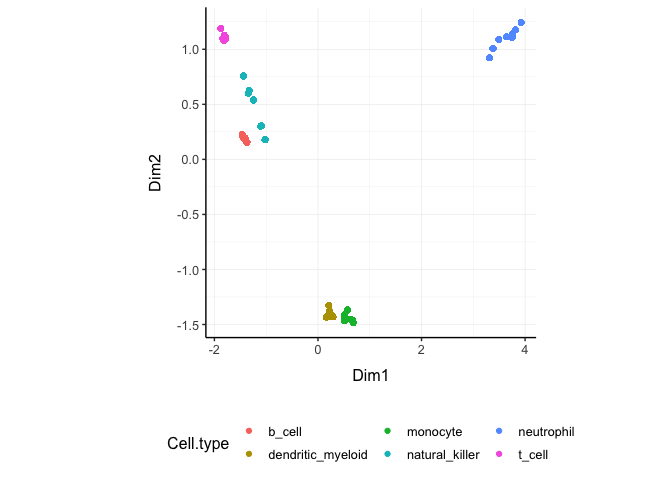 1.0
0.5
0.0
-0.5
-1.0
-1.5
Dim2
-2 0 2 4
Dim1
Cell.type
b_cell monocyte neutrophil
dendritic_myeloid natural_killer t_cell